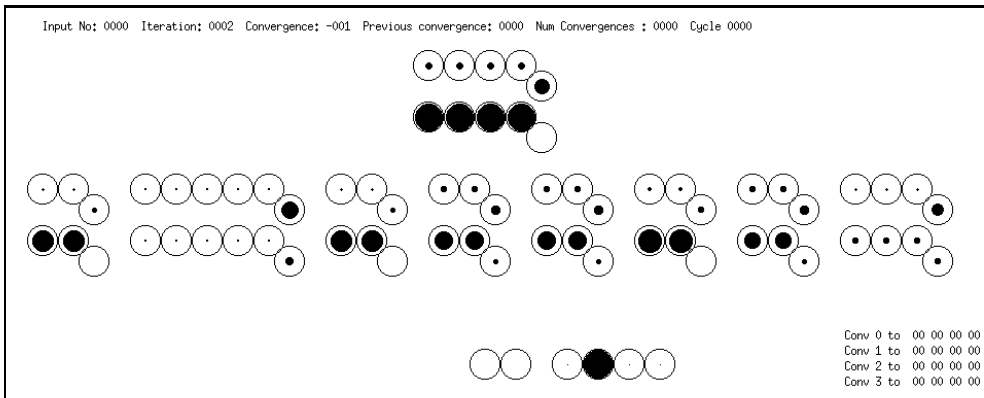 Input No: 0000 Iteration: 0002 Convergence: -001 Previous convergence: 0000 Num Convergences : 0000 Cycle 0000
Conv 0 to 00 00 00 00
Conv 1 to 00 00 00 00
Conv 2 to 00 00 00 00
Conv 3 to 00 00 00 00